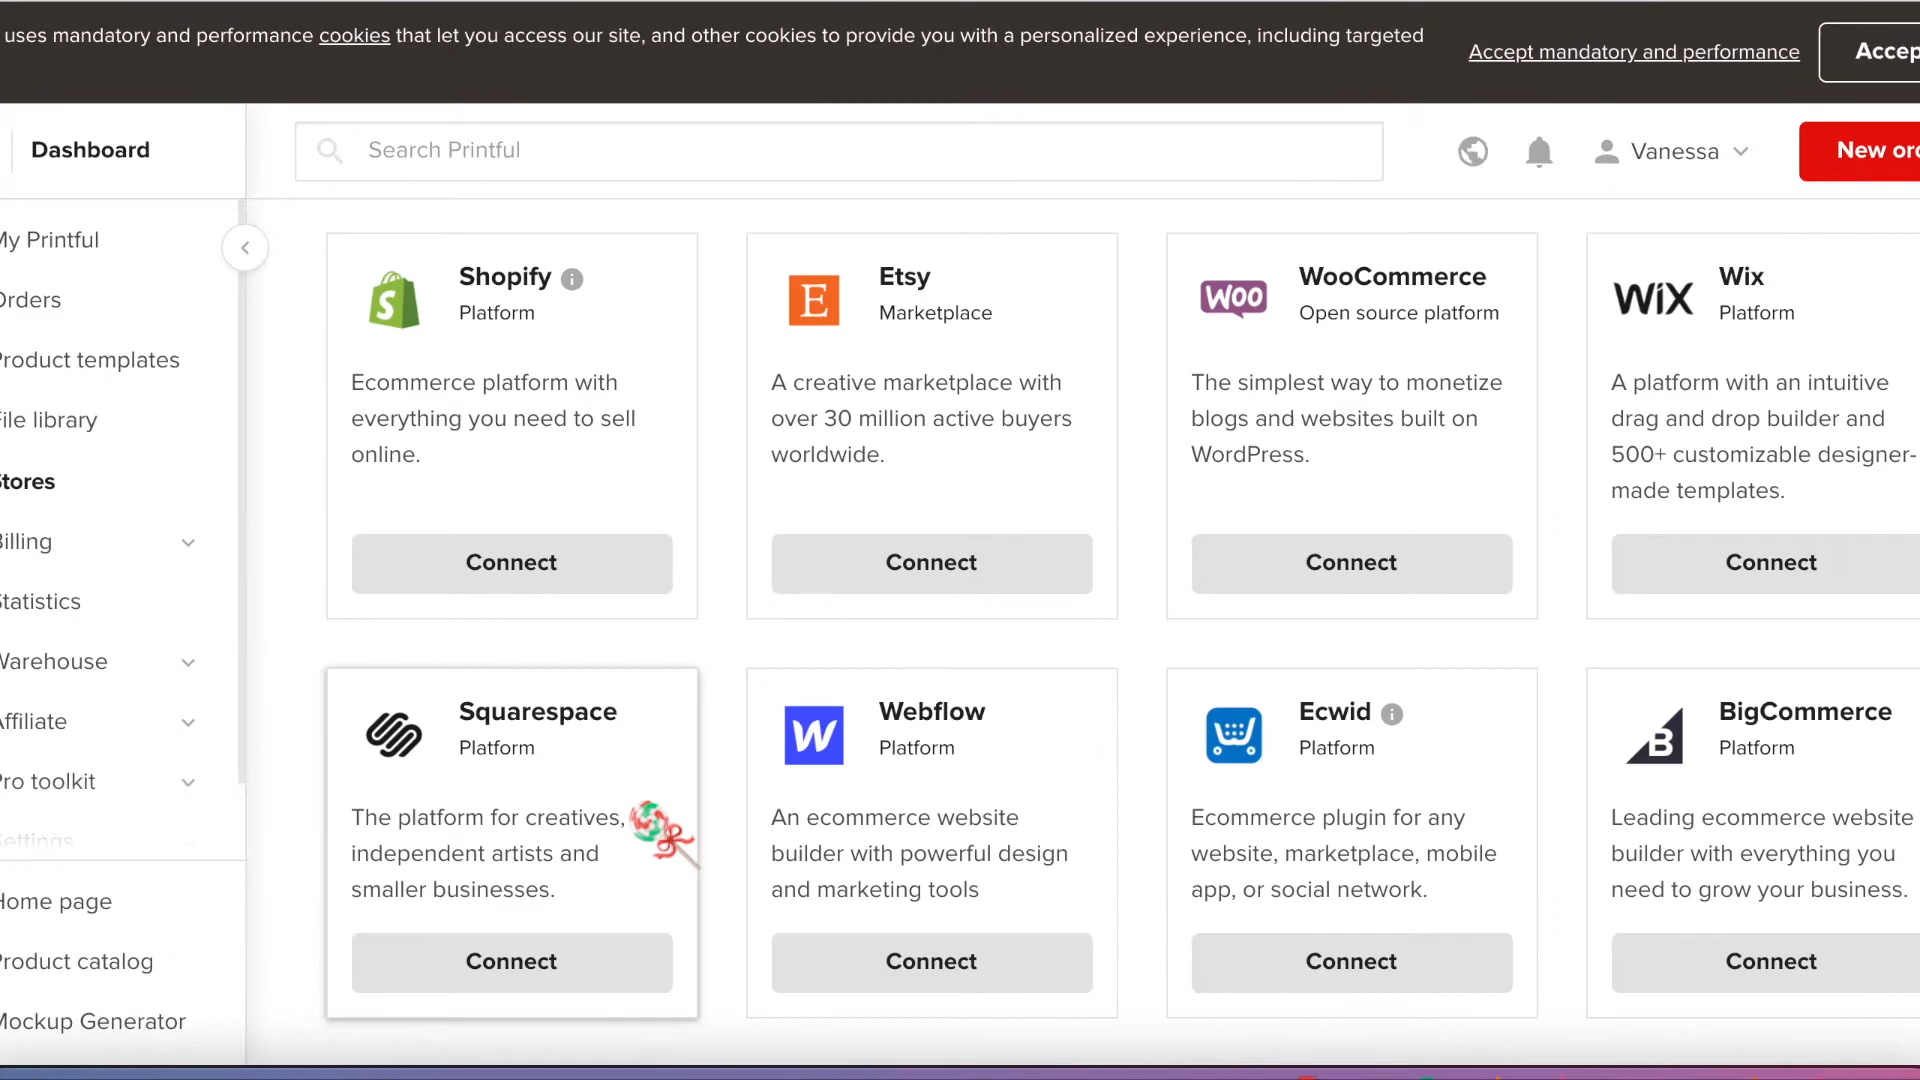 uses mandatory and performance cookies that let you access our site, and other cookies to provide you with a personalized experience, including targeted
Accept mandatory and performance
Accep
Dashboard
Search Printful
Vanessa
New ord
My Printful
Orders
Product templates
File library
Stores
Billing
Statistics
Warehouse
Affiliate
Pro toolkit
Settings
Home page
Product catalog
Mockup Generator
Shopify
Platform
Ecommerce platform with
everything you need to sell
online.
Connect
E
Etsy
Marketplace
A creative marketplace with
over 30 million active buyers
worldwide.
Connect
WOO
WooCommerce
Open source platform
The simplest way to monetize
blogs and websites built on
WordPress.
Connect
WiX
Wix
Platform
A platform with an intuitive
drag and drop builder and
500+ customizable designer-
made templates.
Connect
Squarespace
Platform
The platform for creatives,
independent artists and
smaller businesses.
Connect
W
Webflow
Platform
An ecommerce website
builder with powerful design
and marketing tools
Connect
Ecwid
Platform
Ecommerce plugin for any
website, marketplace, mobile
app, or social network.
Connect
B
BigCommerce
Platform
Leading ecommerce website
builder with everything you
need to grow your business.
Connect